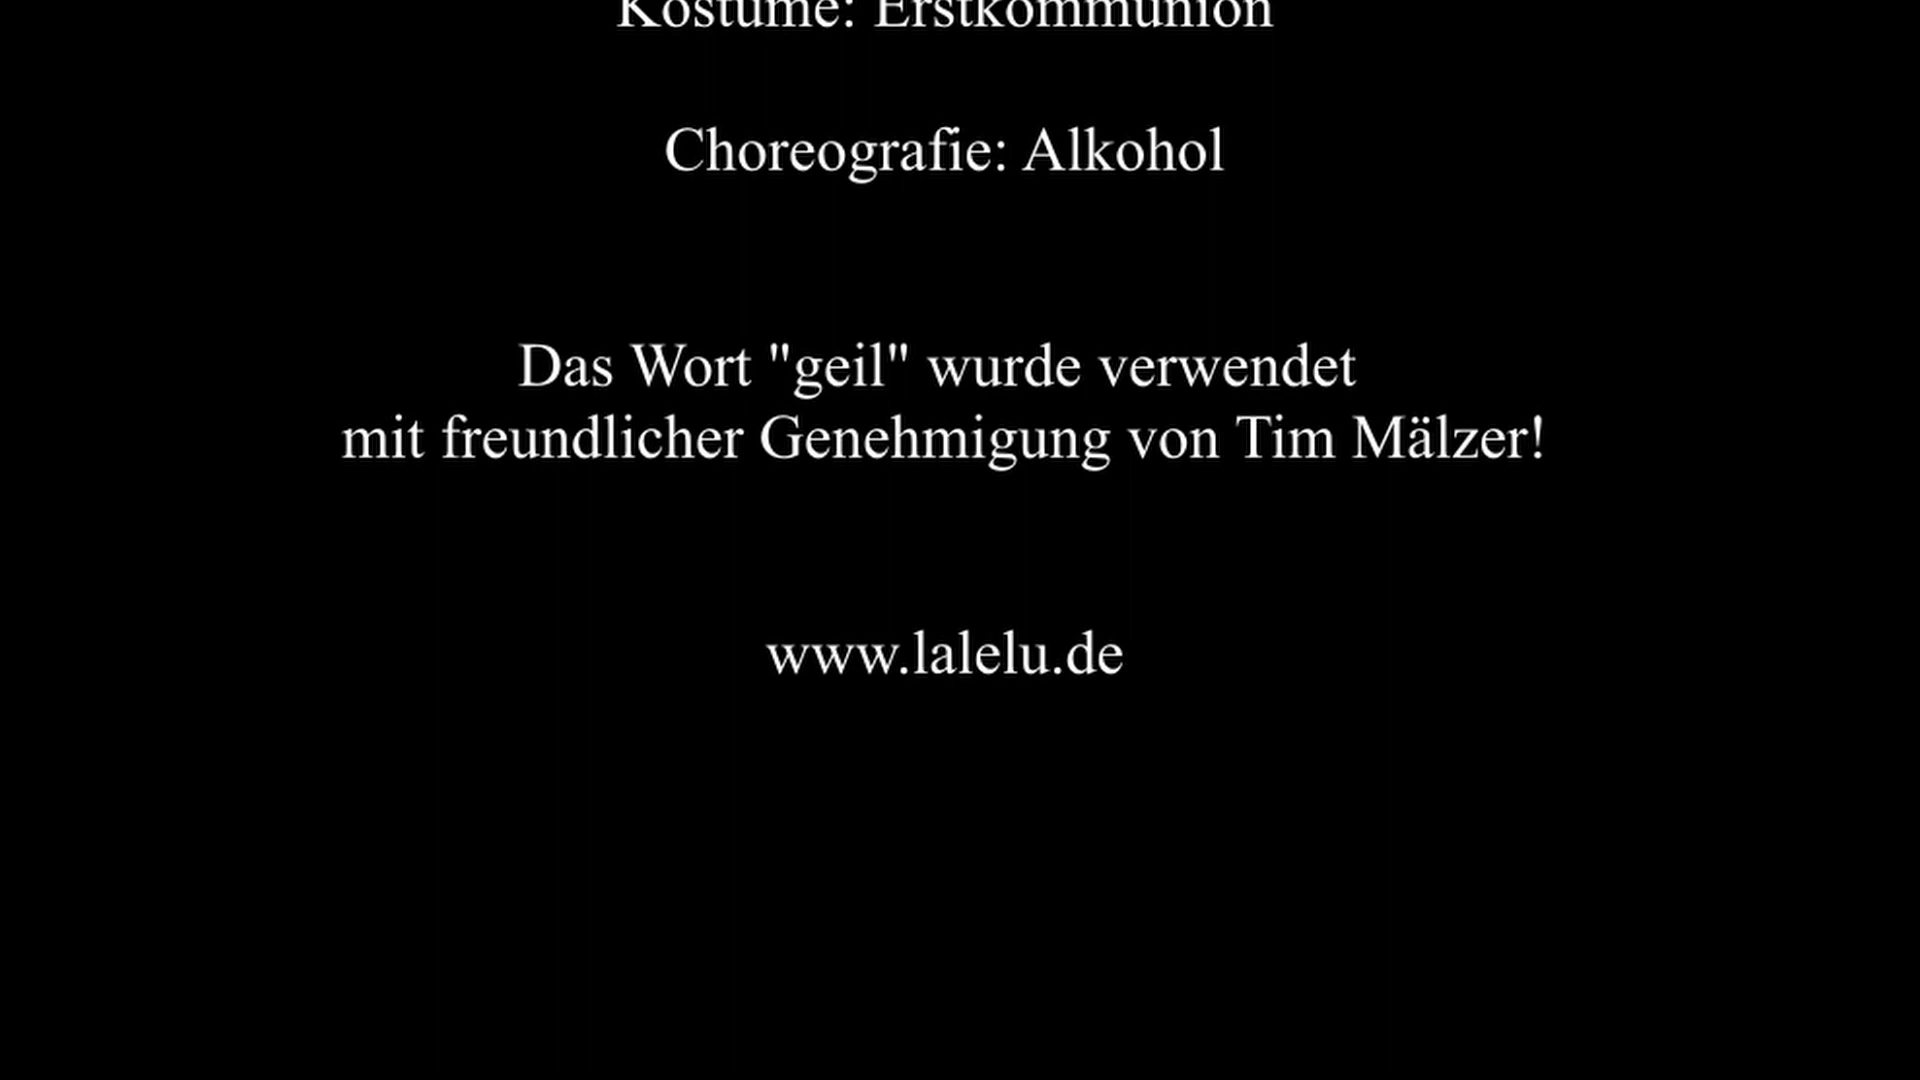 Kostüme: Erstkommunion
Choreografie: Alkohol
Das Wort "geil" wurde verwendet
mit freundlicher Genehmigung von Tim Mälzer!
www.lalelu.de